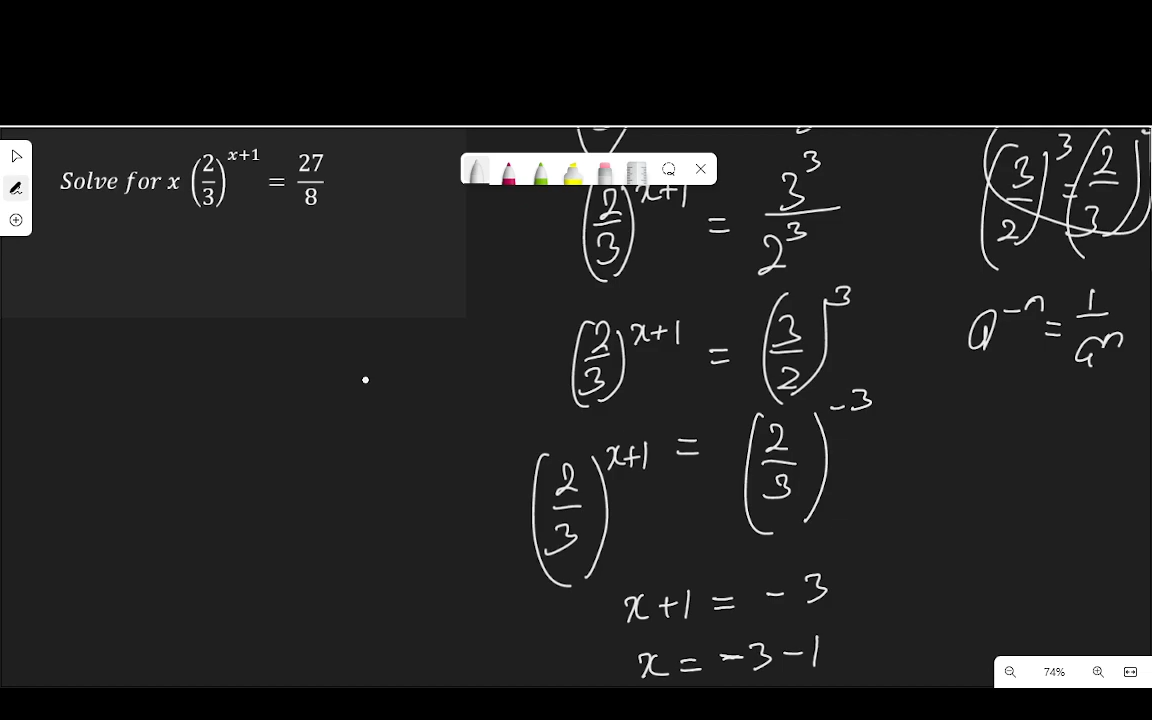 Solve for x (2/3)^(x+1) = 27/8
(2/3)^(x+1) = 3^3/2^3
(3/2)^3 = (2/3)
(2/3)^(x+1) = (3/2)^3
a^(-n) = 1/a^n
(2/3)^(x+1) = (2/3)^(-3)
x+1 = -3
x = -3-1
74%